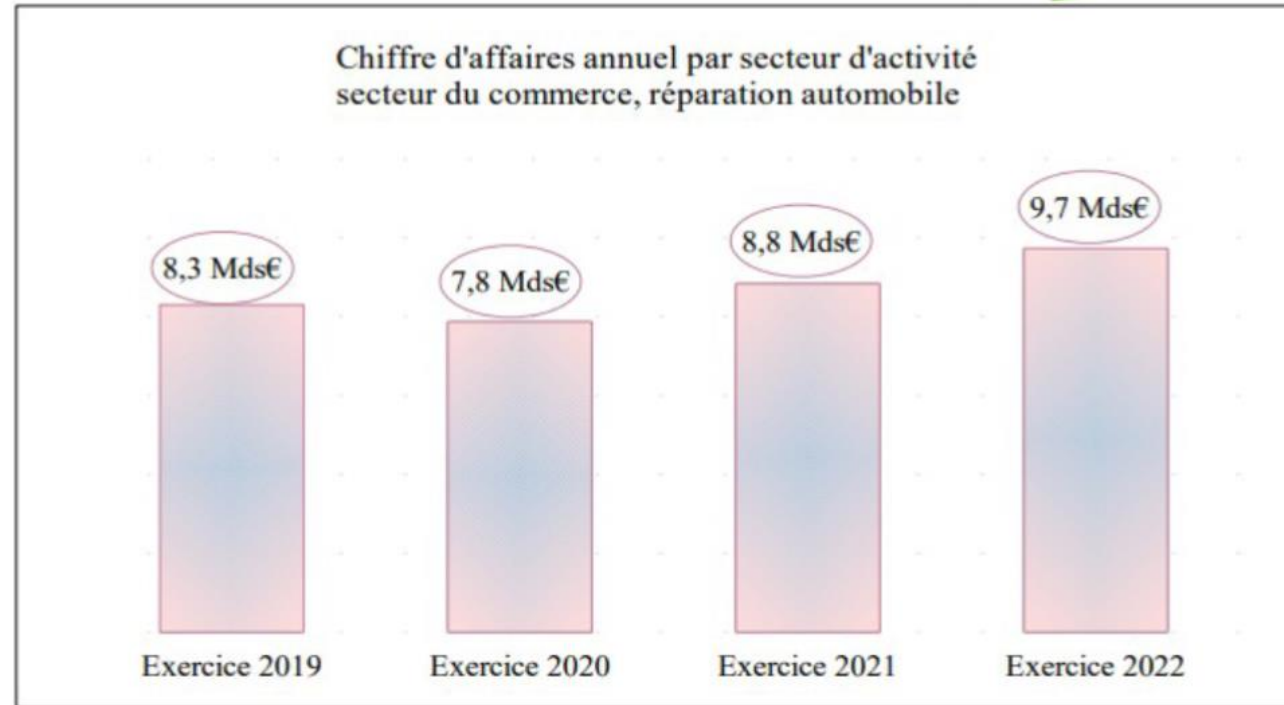 Chiffre d'affaires annuel par secteur d'activité
secteur du commerce, réparation automobile
8,3 Mds€
7,8 Mds€
8,8 Mds€
9,7 Mds€
Exercice 2019
Exercice 2020
Exercice 2021
Exercice 2022